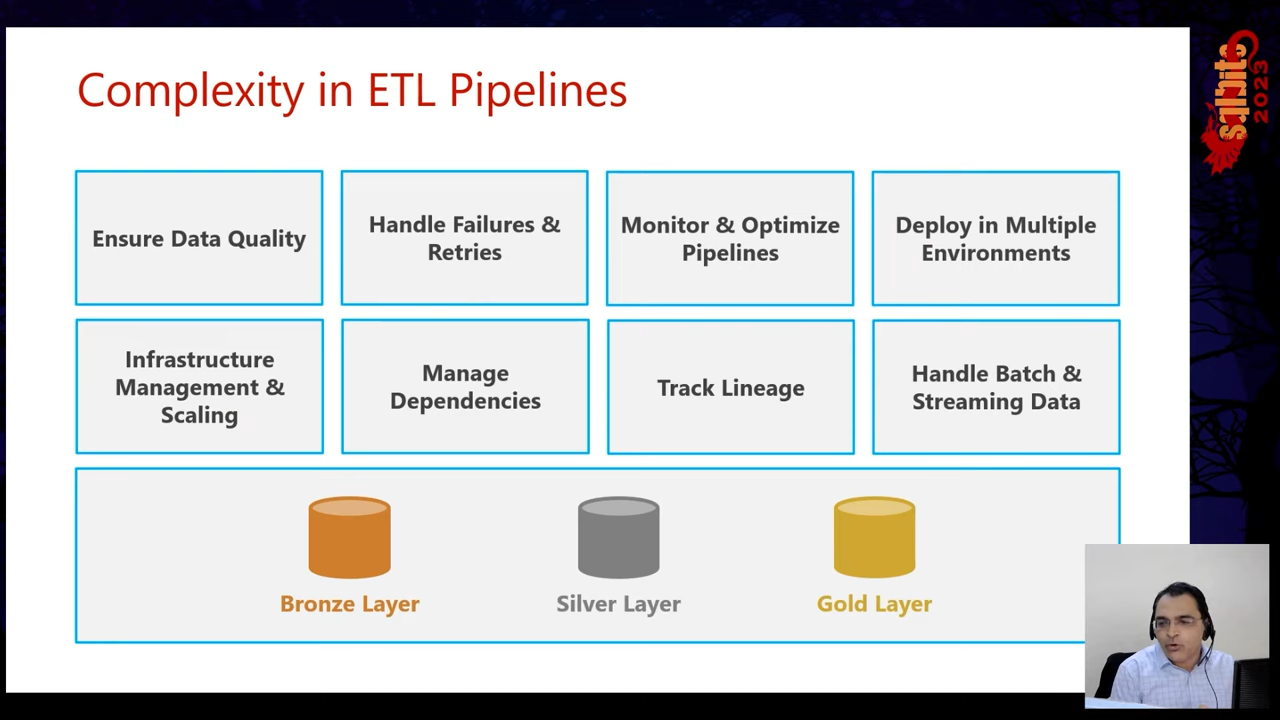 Complexity in ETL Pipelines
sqlbits
2023
Ensure Data Quality
Handle Failures &
Retries
Monitor & Optimize
Pipelines
Deploy in Multiple
Environments
Infrastructure
Management &
Scaling
Manage
Dependencies
Track Lineage
Handle Batch &
Streaming Data
Bronze Layer
Silver Layer
Gold Layer